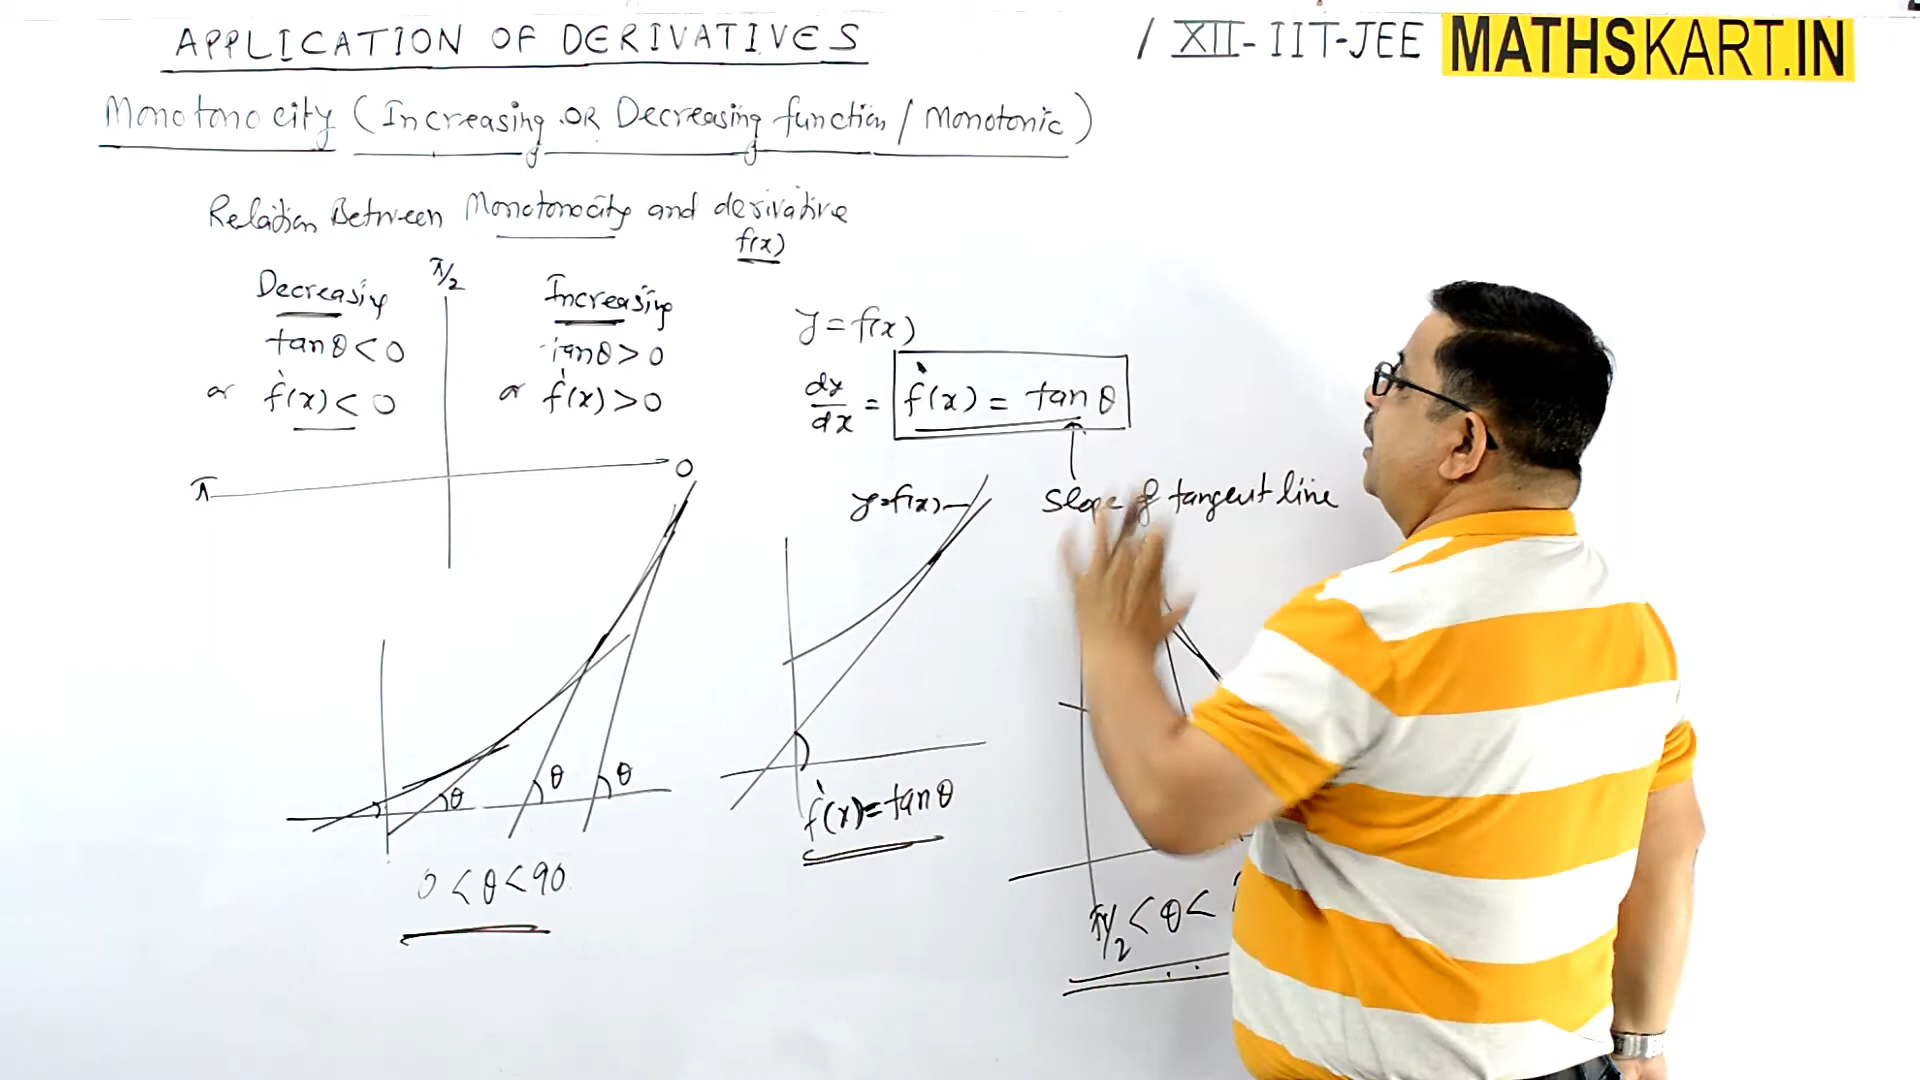 APPLICATION OF DERIVATIVES
/ XII - IIT-JEE MATHSKART.IN
Monotonocity (Increasing OR Decreasing function / Monotonic)
Relation Between Monotonocity and derivative
f(x)
π/2
Decreasing
tanθ < 0
or f'(x) < 0
Increasing
tanθ > 0
or f'(x) > 0
y = f(x)
dy/dx = f'(x) = tanθ
π
0
y=f(x)
slope of tangent line
θ
θ
θ
f'(x) = tanθ
0 < θ < 90
π/2 < θ <